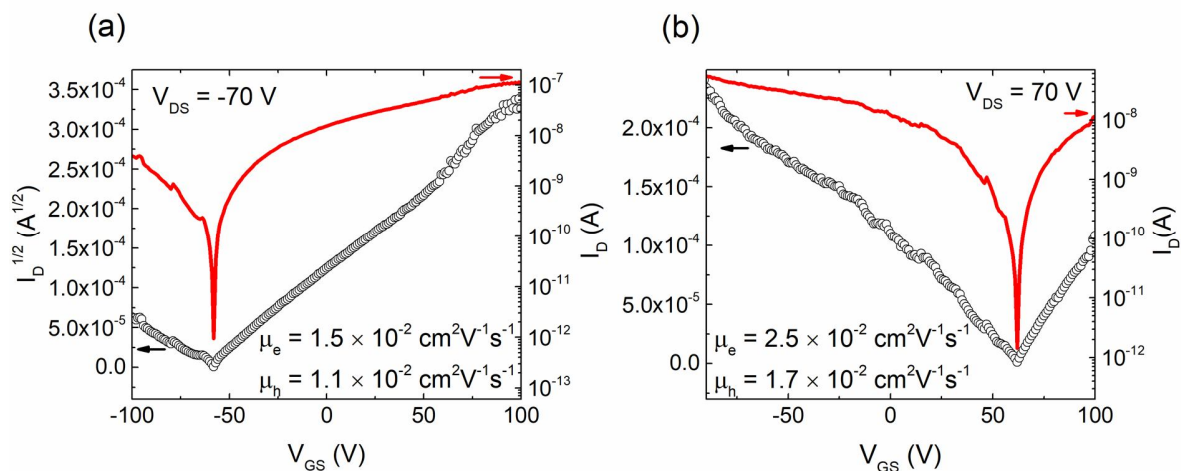 (a)
(b)
V_DS = -70 V
V_DS = 70 V
3.5x10⁻⁴
3.0x10⁻⁴
2.5x10⁻⁴
2.0x10⁻⁴
1.5x10⁻⁴
1.0x10⁻⁴
5.0x10⁻⁵
0.0
I_D^1/2 (A^1/2)
μ_e = 1.5 × 10⁻² cm²V⁻¹s⁻¹
μ_h = 1.1 × 10⁻² cm²V⁻¹s⁻¹
10⁻⁷
10⁻⁸
10⁻⁹
10⁻¹⁰
10⁻¹¹
10⁻¹²
10⁻¹³
I_D (A)
-100 -50 0 50 100
V_GS (V)
2.0x10⁻⁴
1.5x10⁻⁴
1.0x10⁻⁴
5.0x10⁻⁵
0.0
μ_e = 2.5 × 10⁻² cm²V⁻¹s⁻¹
μ_h = 1.7 × 10⁻² cm²V⁻¹s⁻¹
10⁻⁸
10⁻⁹
10⁻¹⁰
10⁻¹¹
10⁻¹²
I_D(A)
-50 0 50 100
V_GS (V)